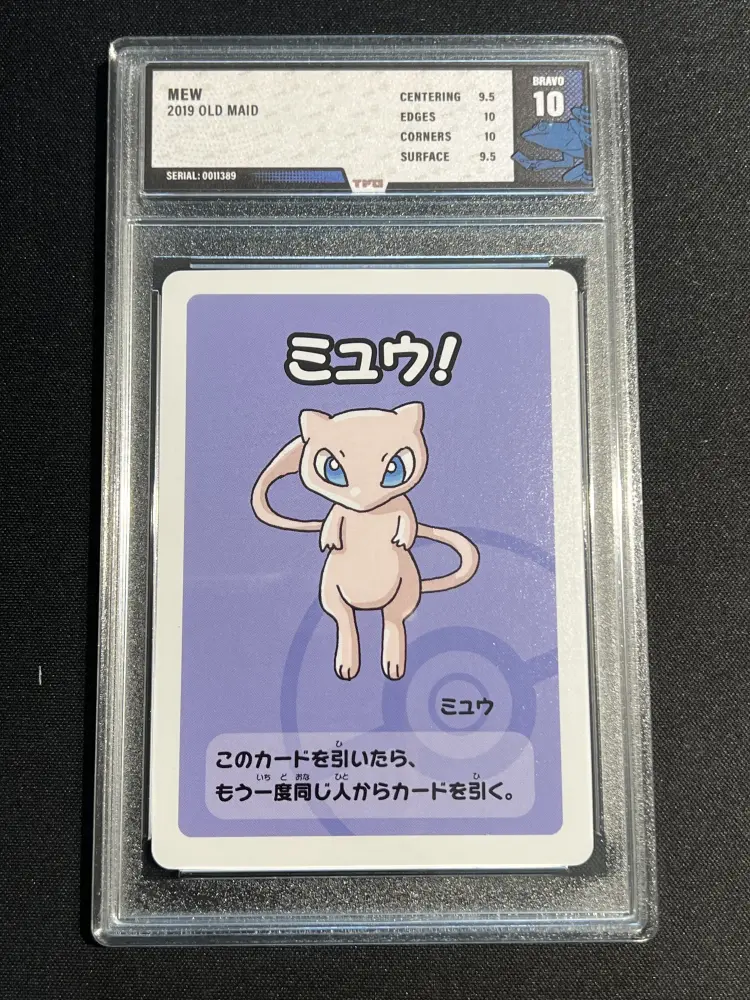 MEW
2019 OLD MAID
CENTERING 9.5
EDGES 10
CORNERS 10
SURFACE 9.5
BRAVO
10
SERIAL: 0011389
TFG
ミュウ!
ミュウ
このカードを引いたら、
もう一度同じ人からカードを引く。